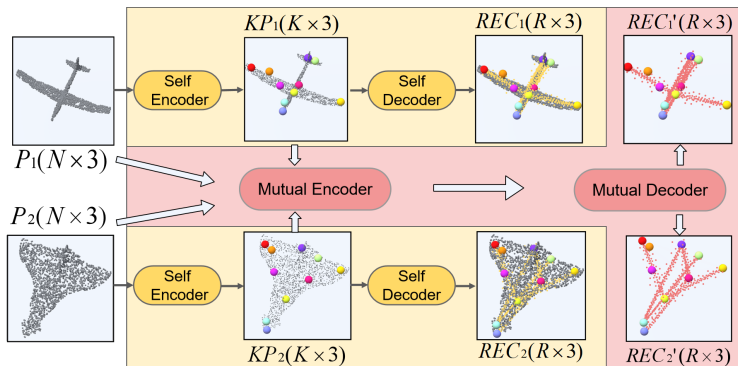 KP₁(K×3)
REC₁(R×3)
REC₁'(R×3)
Self
Encoder
Self
Decoder
P₁(N×3)
Mutual Encoder
Mutual Decoder
P₂(N×3)
Self
Encoder
Self
Decoder
KP₂(K×3)
REC₂(R×3)
REC₂'(R×3)